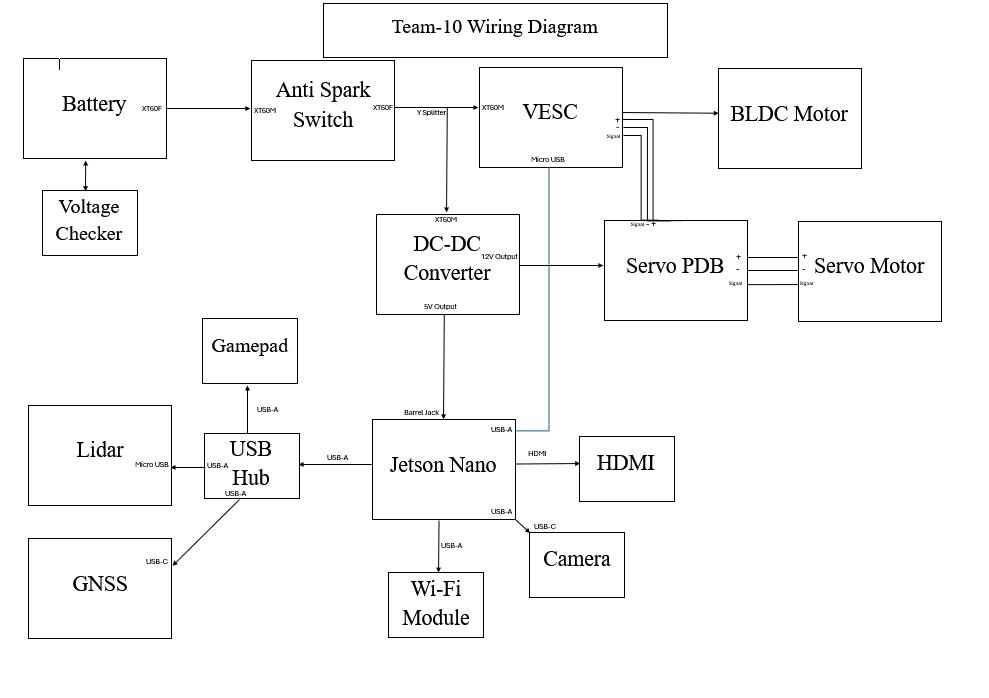 Team-10 Wiring Diagram
Battery
XT60F
XT60M
Anti Spark
Switch
XT60F
Y Splitter
XT60M
VESC
+
-
Signal
Micro USB
BLDC Motor
Voltage
Checker
XT60M
DC-DC
Converter
12V Output
5V Output
Signal - +
Servo PDB
+
-
Signal
+
-
Signal
Servo Motor
Gamepad
USB-A
Lidar
Micro USB
USB
Hub
USB-A
USB-A
USB-A
Barrel Jack
USB-A
Jetson Nano
USB-A
HDMI
HDMI
USB-C
Camera
USB-A
Wi-Fi
Module
USB-C
GNSS